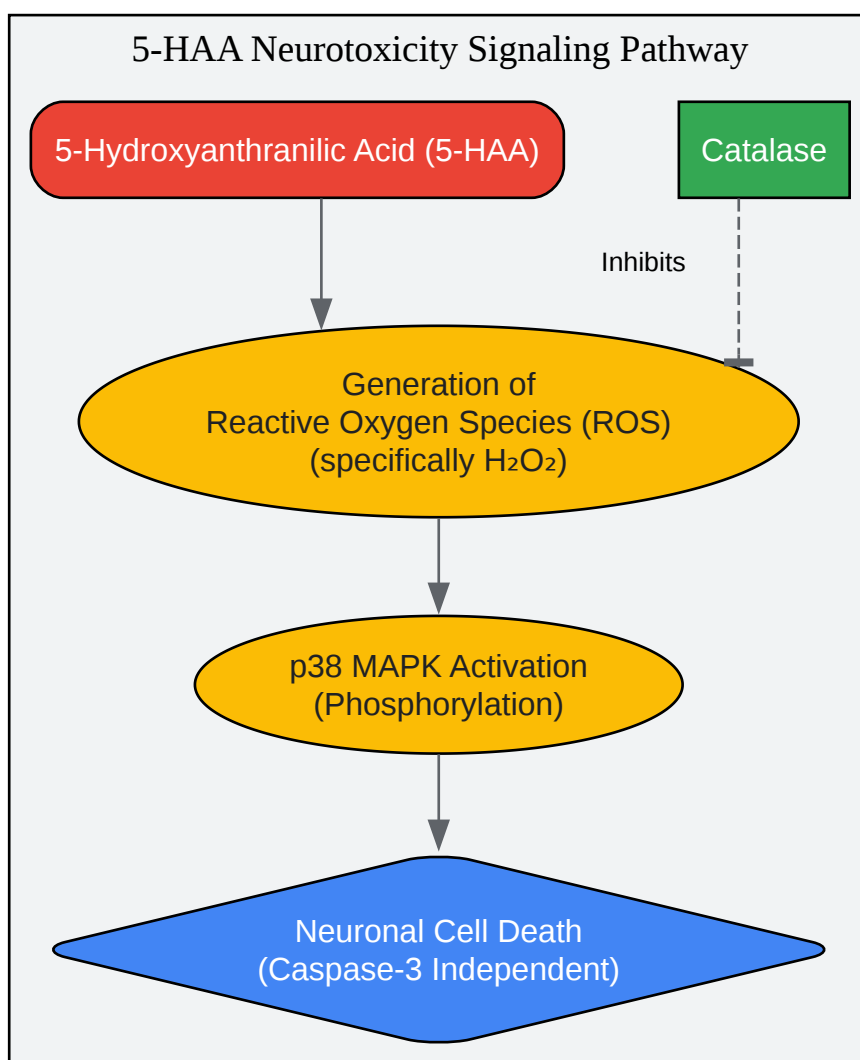 5-HAA Neurotoxicity Signaling Pathway
5-Hydroxyanthranilic Acid (5-HAA)
Catalase
Inhibits
Generation of
Reactive Oxygen Species (ROS)
(specifically H₂O₂)
p38 MAPK Activation
(Phosphorylation)
Neuronal Cell Death
(Caspase-3 Independent)